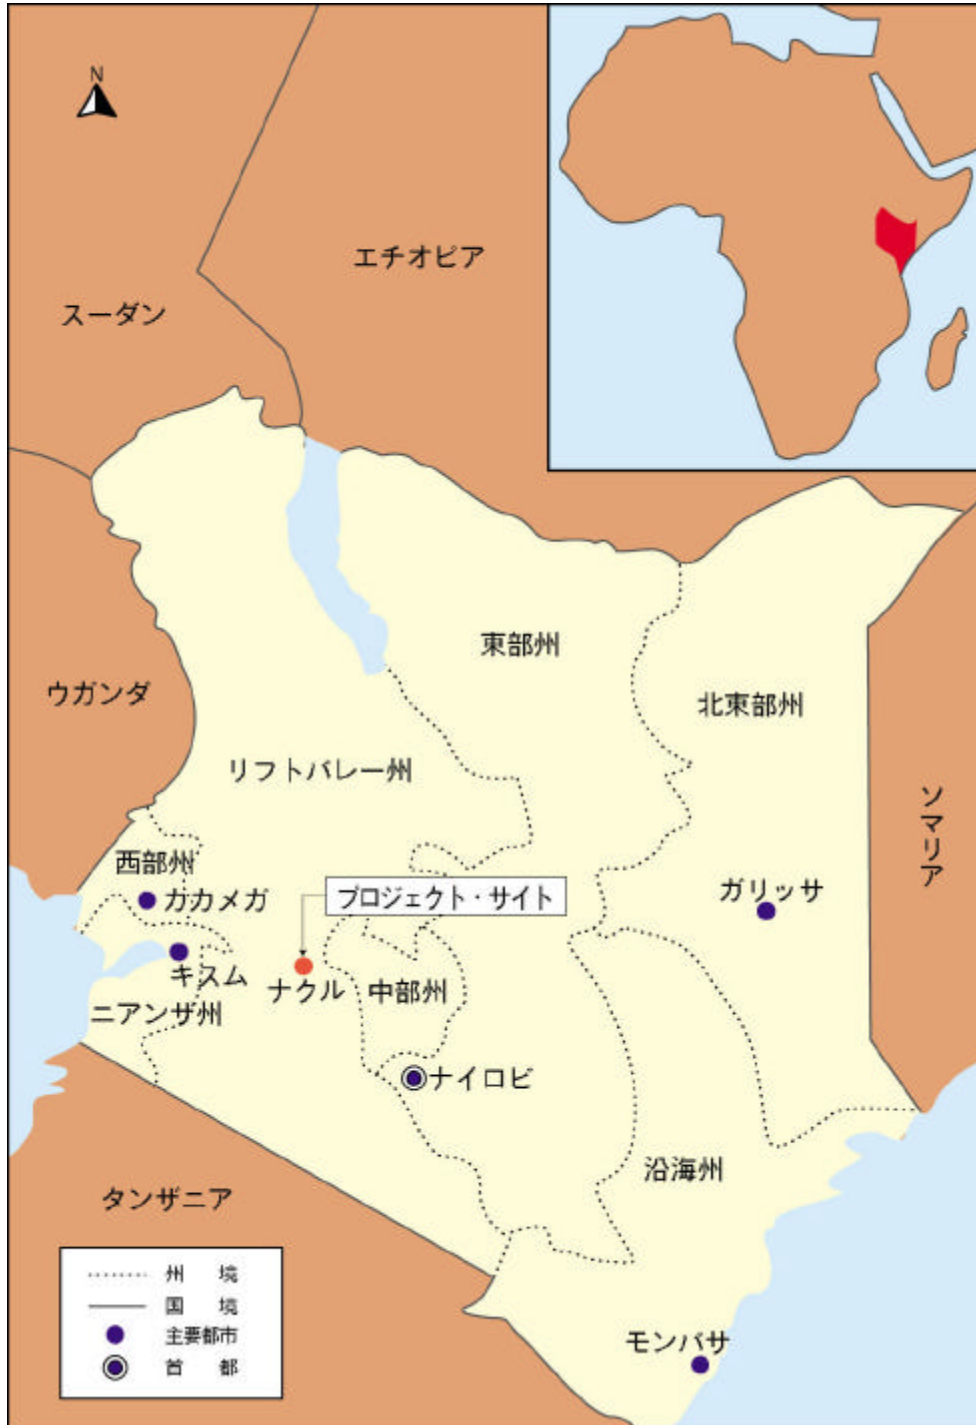 N
エチオピア
スーダン
東部州
ウガンダ
北東部州
リフトバレー州
ソマリア
西部州
カカメガ
プロジェクト・サイト
ガリッサ
キスム
ナクル
中部州
ニアンザ州
ナイロビ
沿海州
タンザニア
州　境
国　境
主要都市
首　都
モンバサ